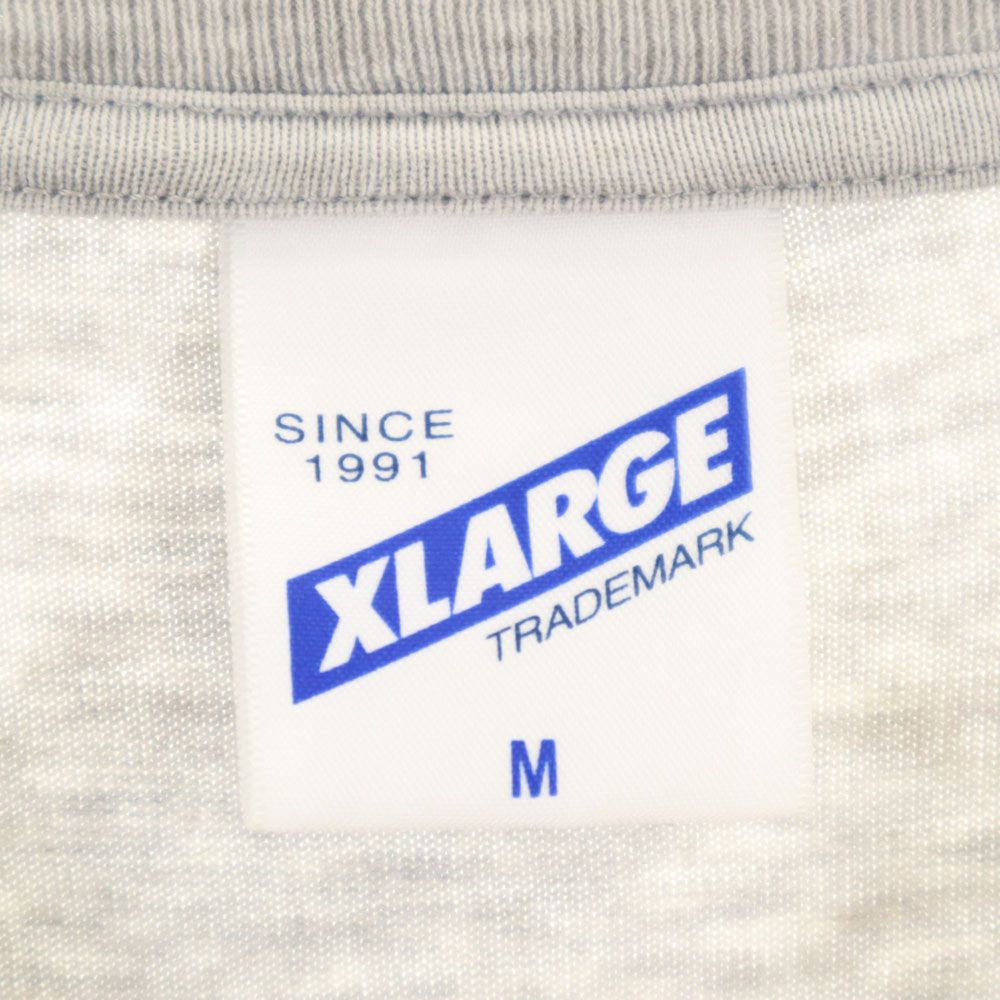 SINCE
1991
XLARGE
TRADEMARK
M